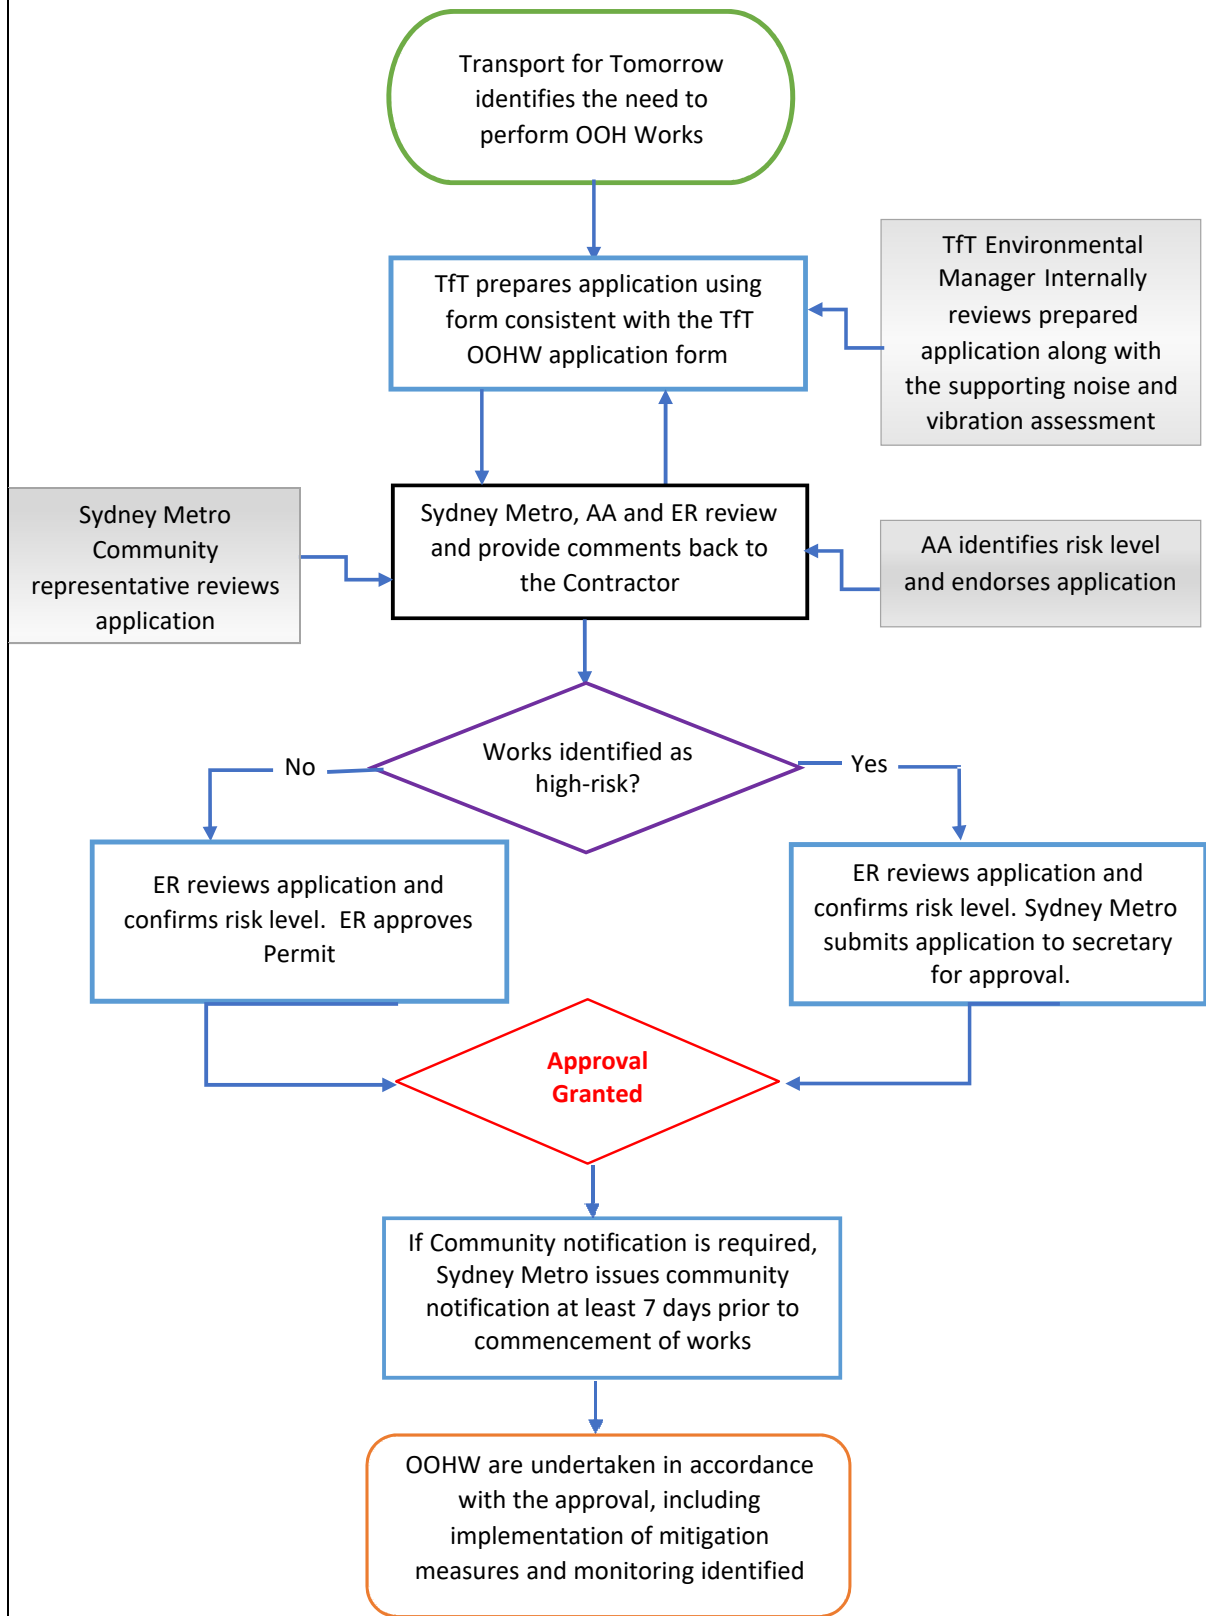 Transport for Tomorrow
identifies the need to
perform OOH Works
TfT prepares application using
form consistent with the TfT
OOHW application form
TfT Environmental
Manager Internally
reviews prepared
application along with
the supporting noise and
vibration assessment
Sydney Metro
Community
representative reviews
application
Sydney Metro, AA and ER review
and provide comments back to
the Contractor
AA identifies risk level
and endorses application
Works identified as
high-risk?
No
Yes
ER reviews application and
confirms risk level.  ER approves
Permit
ER reviews application and
confirms risk level. Sydney Metro
submits application to secretary
for approval.
Approval
Granted
If Community notification is required,
Sydney Metro issues community
notification at least 7 days prior to
commencement of works
OOHW are undertaken in accordance
with the approval, including
implementation of mitigation
measures and monitoring identified